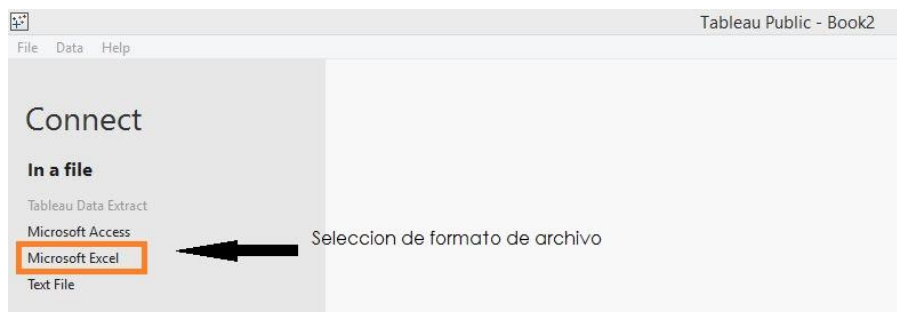 Tableau Public - Book2
File Data Help
Connect
In a file
Tableau Data Extract
Microsoft Access
Seleccion de formato de archivo
Microsoft Excel
Text File